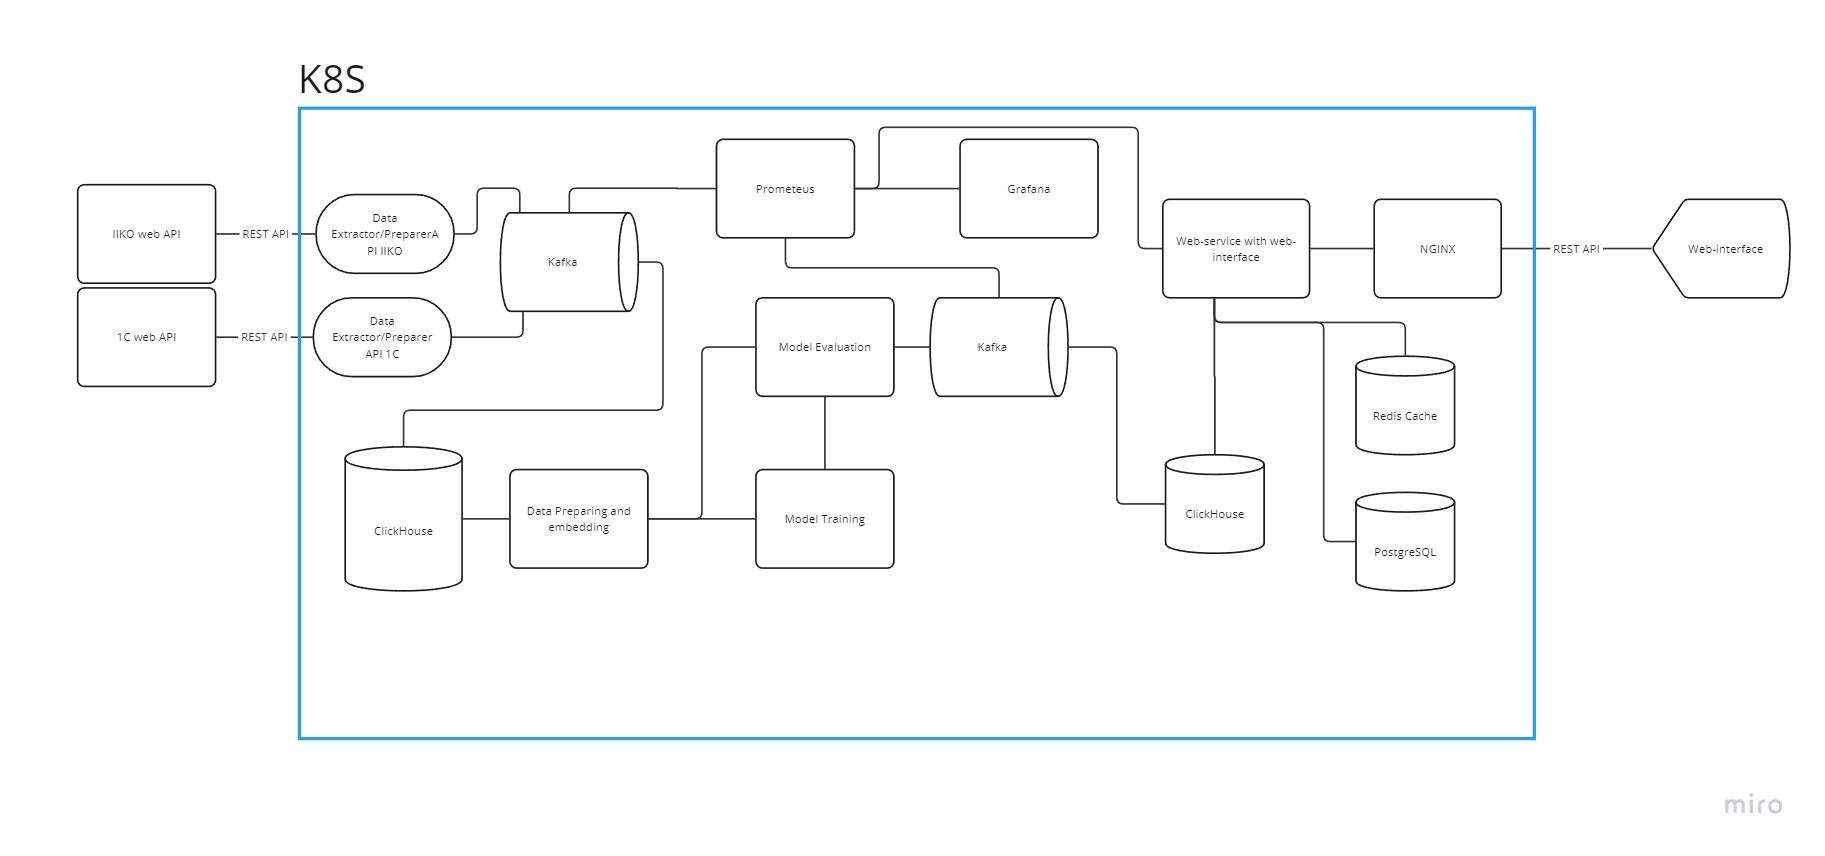 K8S
IIKO web API
REST API
Data
Extractor/PreparerA
PI IIKO
1C web API
REST API
Data
Extractor/Preparer
API 1C
Kafka
Prometeus
Grafana
Web-service with web-
interface
NGINX
REST API
Web-interface
Model Evaluation
Kafka
Redis Cache
ClickHouse
Data Preparing and
embedding
Model Training
ClickHouse
PostgreSQL
miro